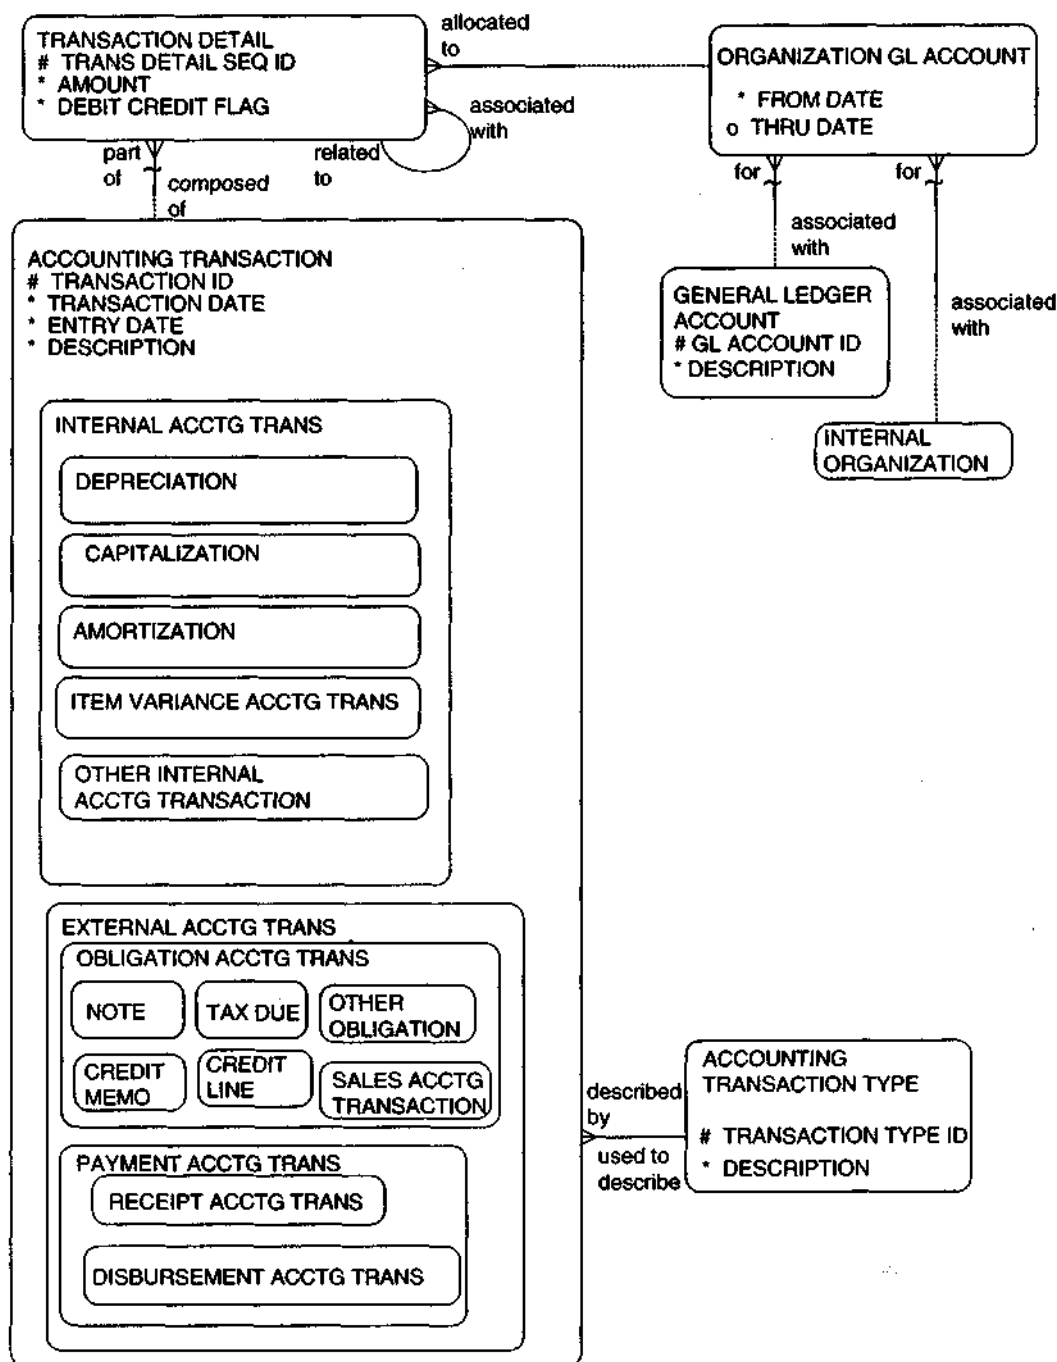 allocated
to
TRANSACTION DETAIL
# TRANS DETAIL SEQ ID
* AMOUNT
* DEBIT CREDIT FLAG
ORGANIZATION GL ACCOUNT
* FROM DATE
o THRU DATE
associated
with
part
of
related
to
composed
of
for
for
associated
with
ACCOUNTING TRANSACTION
# TRANSACTION ID
* TRANSACTION DATE
* ENTRY DATE
* DESCRIPTION
GENERAL LEDGER
ACCOUNT
# GL ACCOUNT ID
* DESCRIPTION
associated
with
INTERNAL
ORGANIZATION
INTERNAL ACCTG TRANS
DEPRECIATION
CAPITALIZATION
AMORTIZATION
ITEM VARIANCE ACCTG TRANS
OTHER INTERNAL
ACCTG TRANSACTION
EXTERNAL ACCTG TRANS
OBLIGATION ACCTG TRANS
NOTE
TAX DUE
OTHER
OBLIGATION
CREDIT
MEMO
CREDIT
LINE
SALES ACCTG
TRANSACTION
PAYMENT ACCTG TRANS
RECEIPT ACCTG TRANS
DISBURSEMENT ACCTG TRANS
described
by
used to
describe
ACCOUNTING
TRANSACTION TYPE
# TRANSACTION TYPE ID
* DESCRIPTION